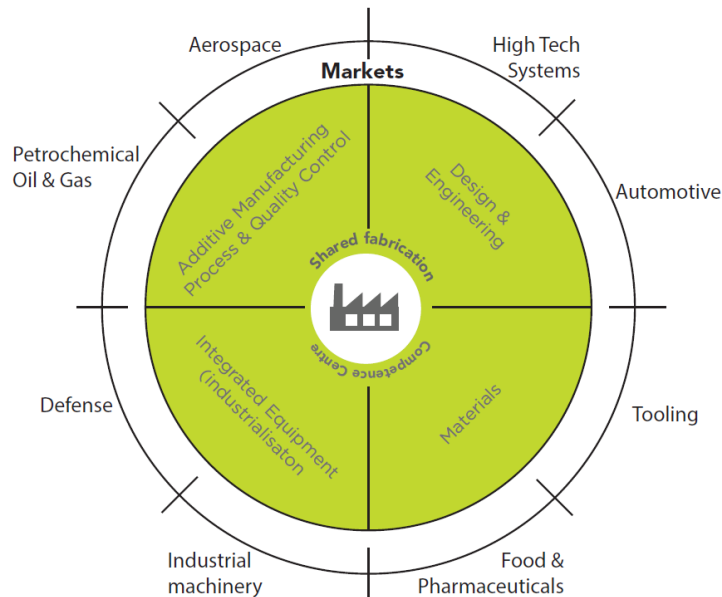 Aerospace
High Tech
Systems
Markets
Petrochemical
Oil & Gas
Additive Manufacturing
Process & Quality Control
Design &
Engineering
Automotive
Shared fabrication
Competence Centre
Defense
Integrated Equipment
(industrialisaton
Materials
Tooling
Industrial
machinery
Food &
Pharmaceuticals